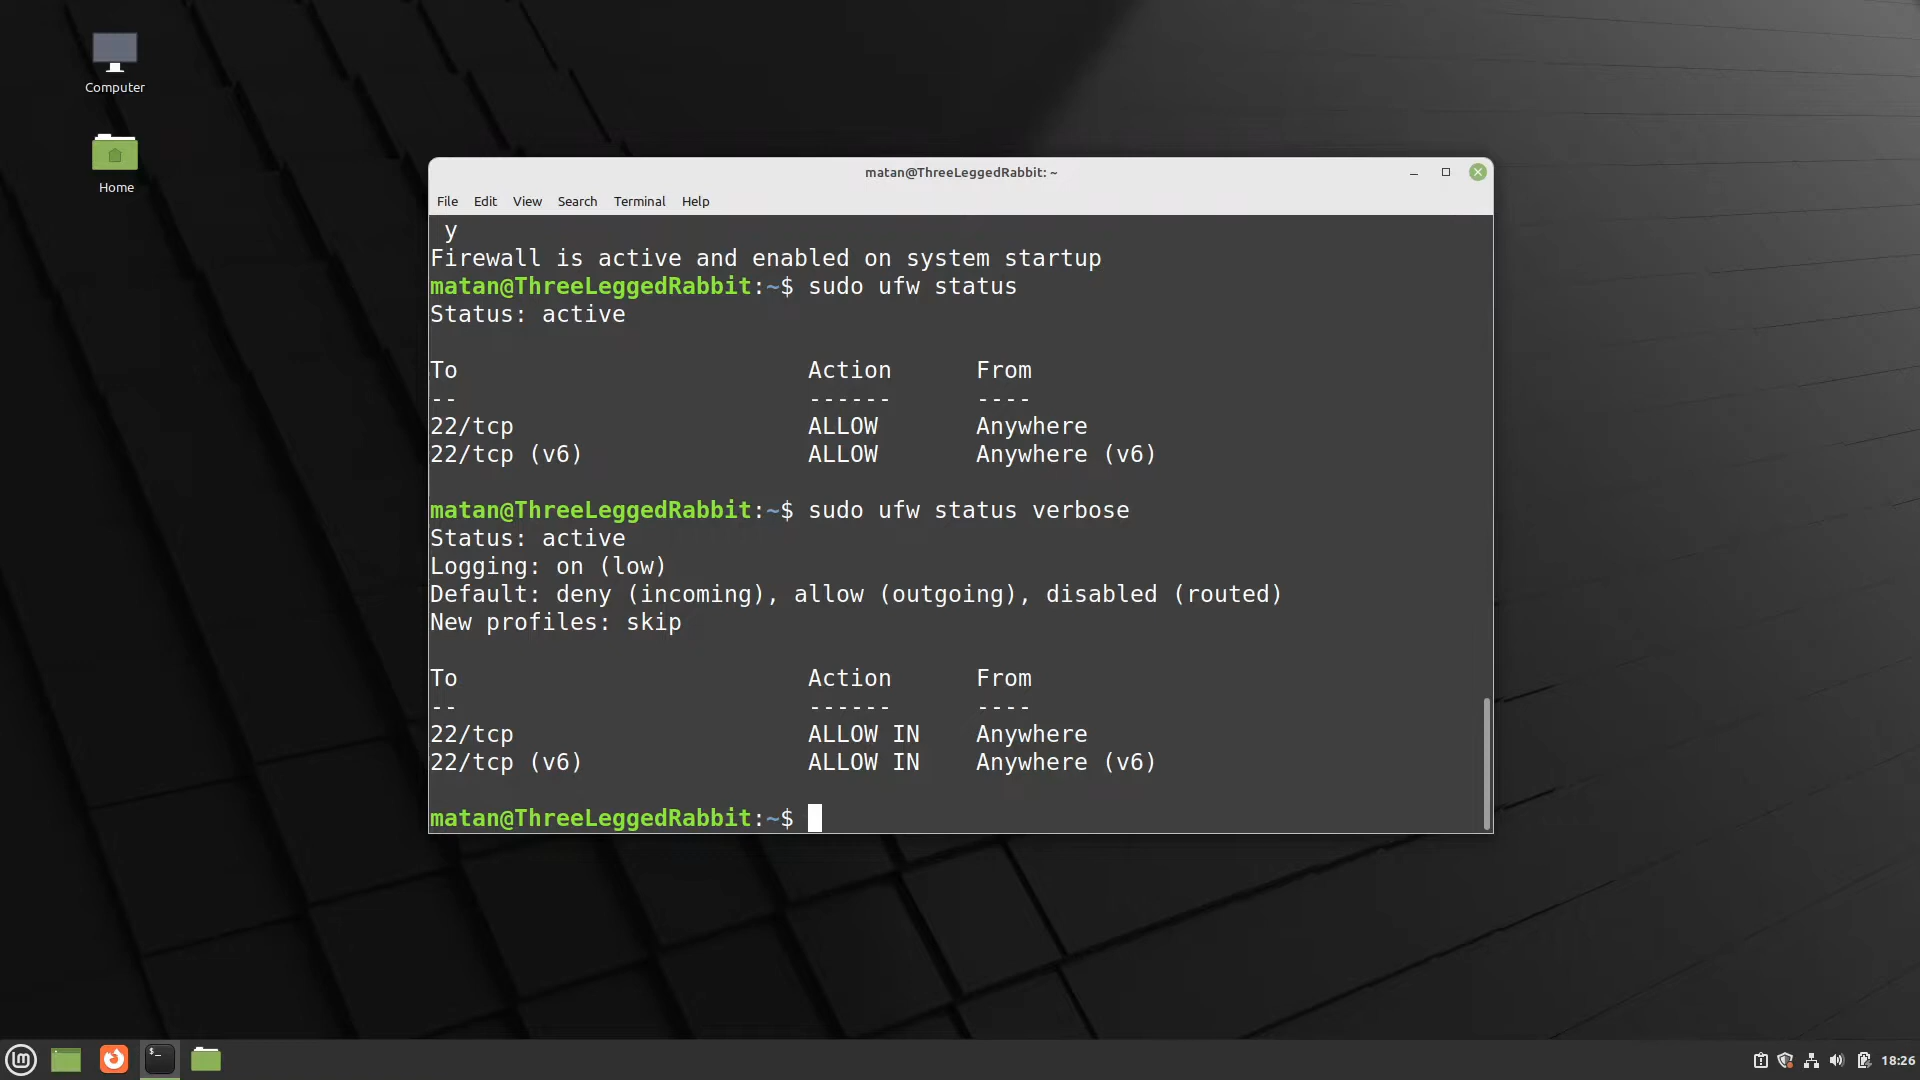 Computer
Home
matan@ThreeLeggedRabbit: ~
File Edit View Search Terminal Help
y
Firewall is active and enabled on system startup
matan@ThreeLeggedRabbit:~$ sudo ufw status
Status: active
To                         Action      From
--                         ------      ----
22/tcp                     ALLOW       Anywhere
22/tcp (v6)                ALLOW       Anywhere (v6)
matan@ThreeLeggedRabbit:~$ sudo ufw status verbose
Status: active
Logging: on (low)
Default: deny (incoming), allow (outgoing), disabled (routed)
New profiles: skip
To                         Action      From
--                         ------      ----
22/tcp                     ALLOW IN    Anywhere
22/tcp (v6)                ALLOW IN    Anywhere (v6)
matan@ThreeLeggedRabbit:~$
18:26